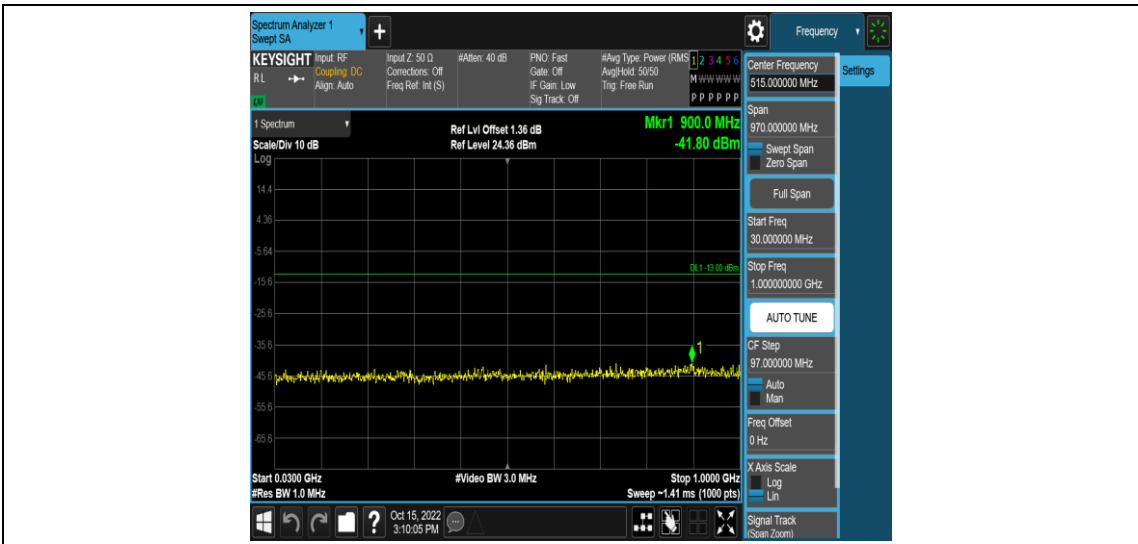 Spectrum Analyzer 1
Swept SA
+
Frequency
KEYSIGHT
RL
LXI
Input: RF
Coupling: DC
Align: Auto
Input Z: 50 Ω
Corrections: Off
Freq Ref: Int (S)
#Atten: 40 dB
PNO: Fast
Gate: Off
IF Gain: Low
Sig Track: Off
#Avg Type: Power (RMS
Avg|Hold: 50/50
Trig: Free Run
1 2 3 4 5 6
M W W W W W
P P P P P P
1 Spectrum
Scale/Div 10 dB
Log
Ref Lvl Offset 1.36 dB
Ref Level 24.36 dBm
Mkr1 900.0 MHz
-41.80 dBm
14.4
4.36
-5.64
DL1 -13.00 dBm
-15.6
-25.6
-35.6
1
-45.6
-55.6
-65.6
Start 0.0300 GHz
#Res BW 1.0 MHz
#Video BW 3.0 MHz
Stop 1.0000 GHz
Sweep ~1.41 ms (1000 pts)
Center Frequency
515.000000 MHz
Settings
Span
970.000000 MHz
Swept Span
Zero Span
Full Span
Start Freq
30.000000 MHz
Stop Freq
1.000000000 GHz
AUTO TUNE
CF Step
97.000000 MHz
Auto
Man
Freq Offset
0 Hz
X Axis Scale
Log
Lin
Signal Track
(Span Zoom)
?
Oct 15, 2022
3:10:05 PM